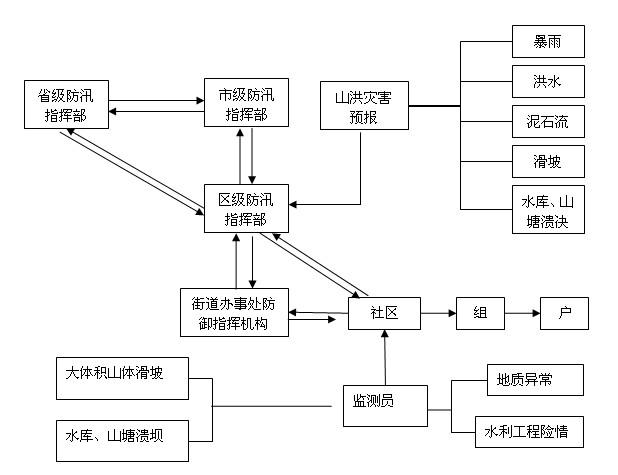 暴雨
省级防汛
指挥部
市级防汛
指挥部
山洪灾害
预报
洪水
泥石流
滑坡
水库、山
塘溃决
区级防汛
指挥部
街道办事处防
御指挥机构
社区
组
户
大体积山体滑坡
水库、山塘溃坝
监测员
地质异常
水利工程险情